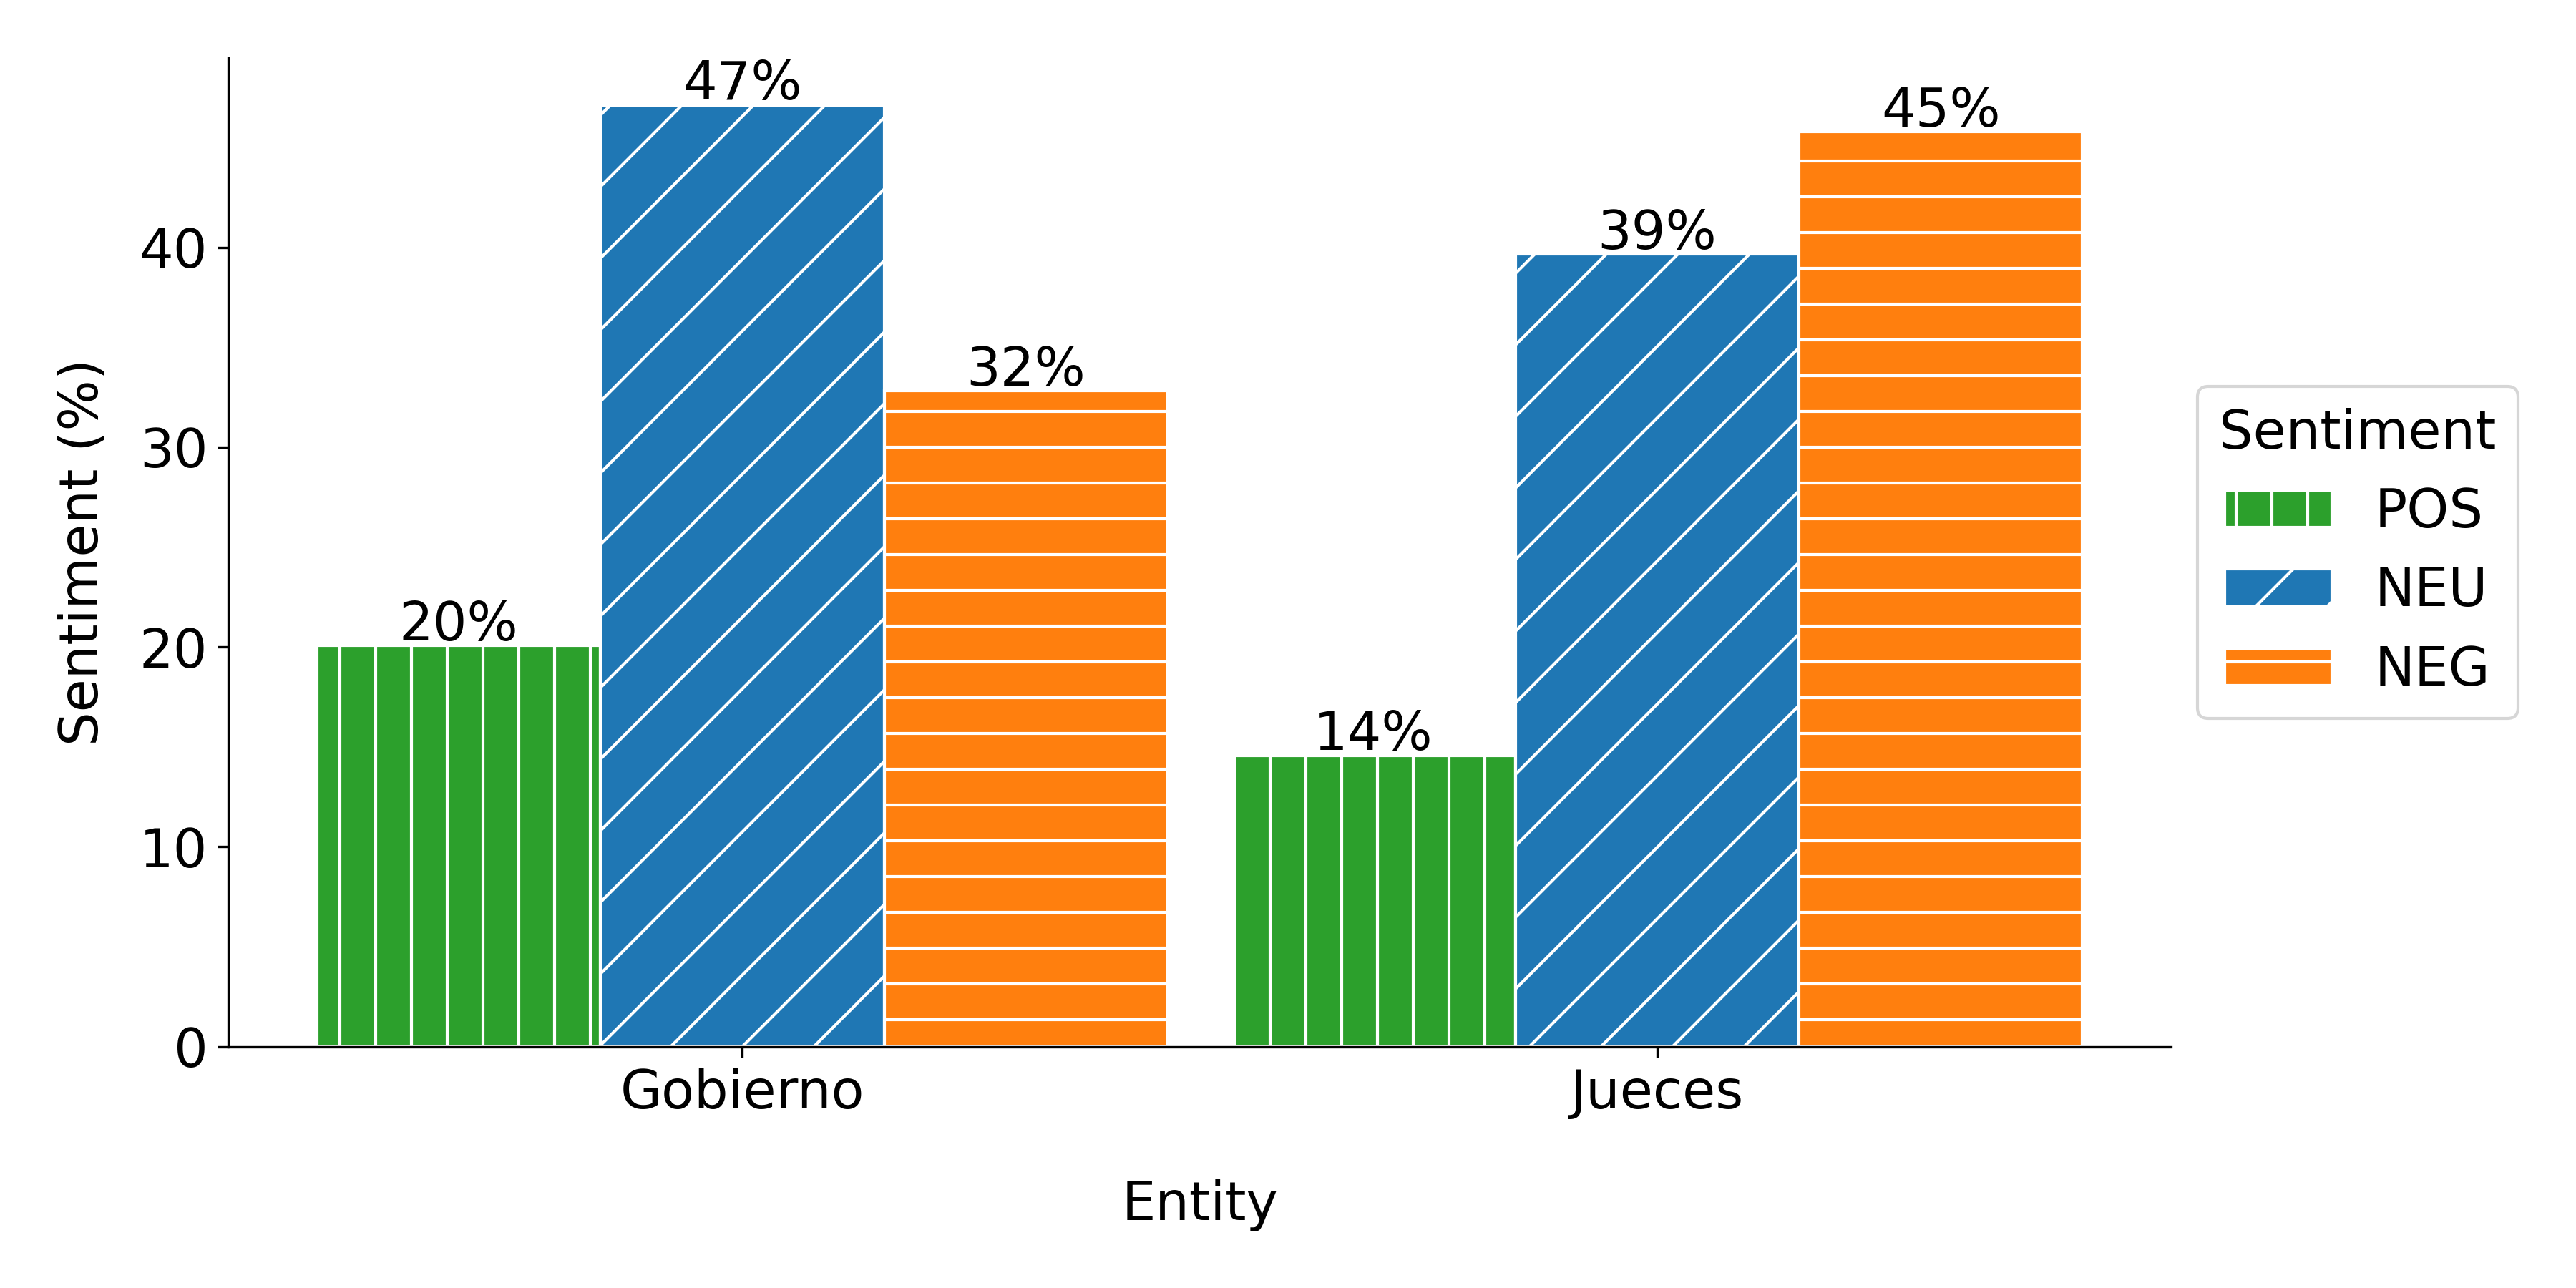 Sentiment (%)
40
30
20
10
0
20%
47%
32%
14%
39%
45%
Gobierno
Jueces
Entity
Sentiment
POS
NEU
NEG